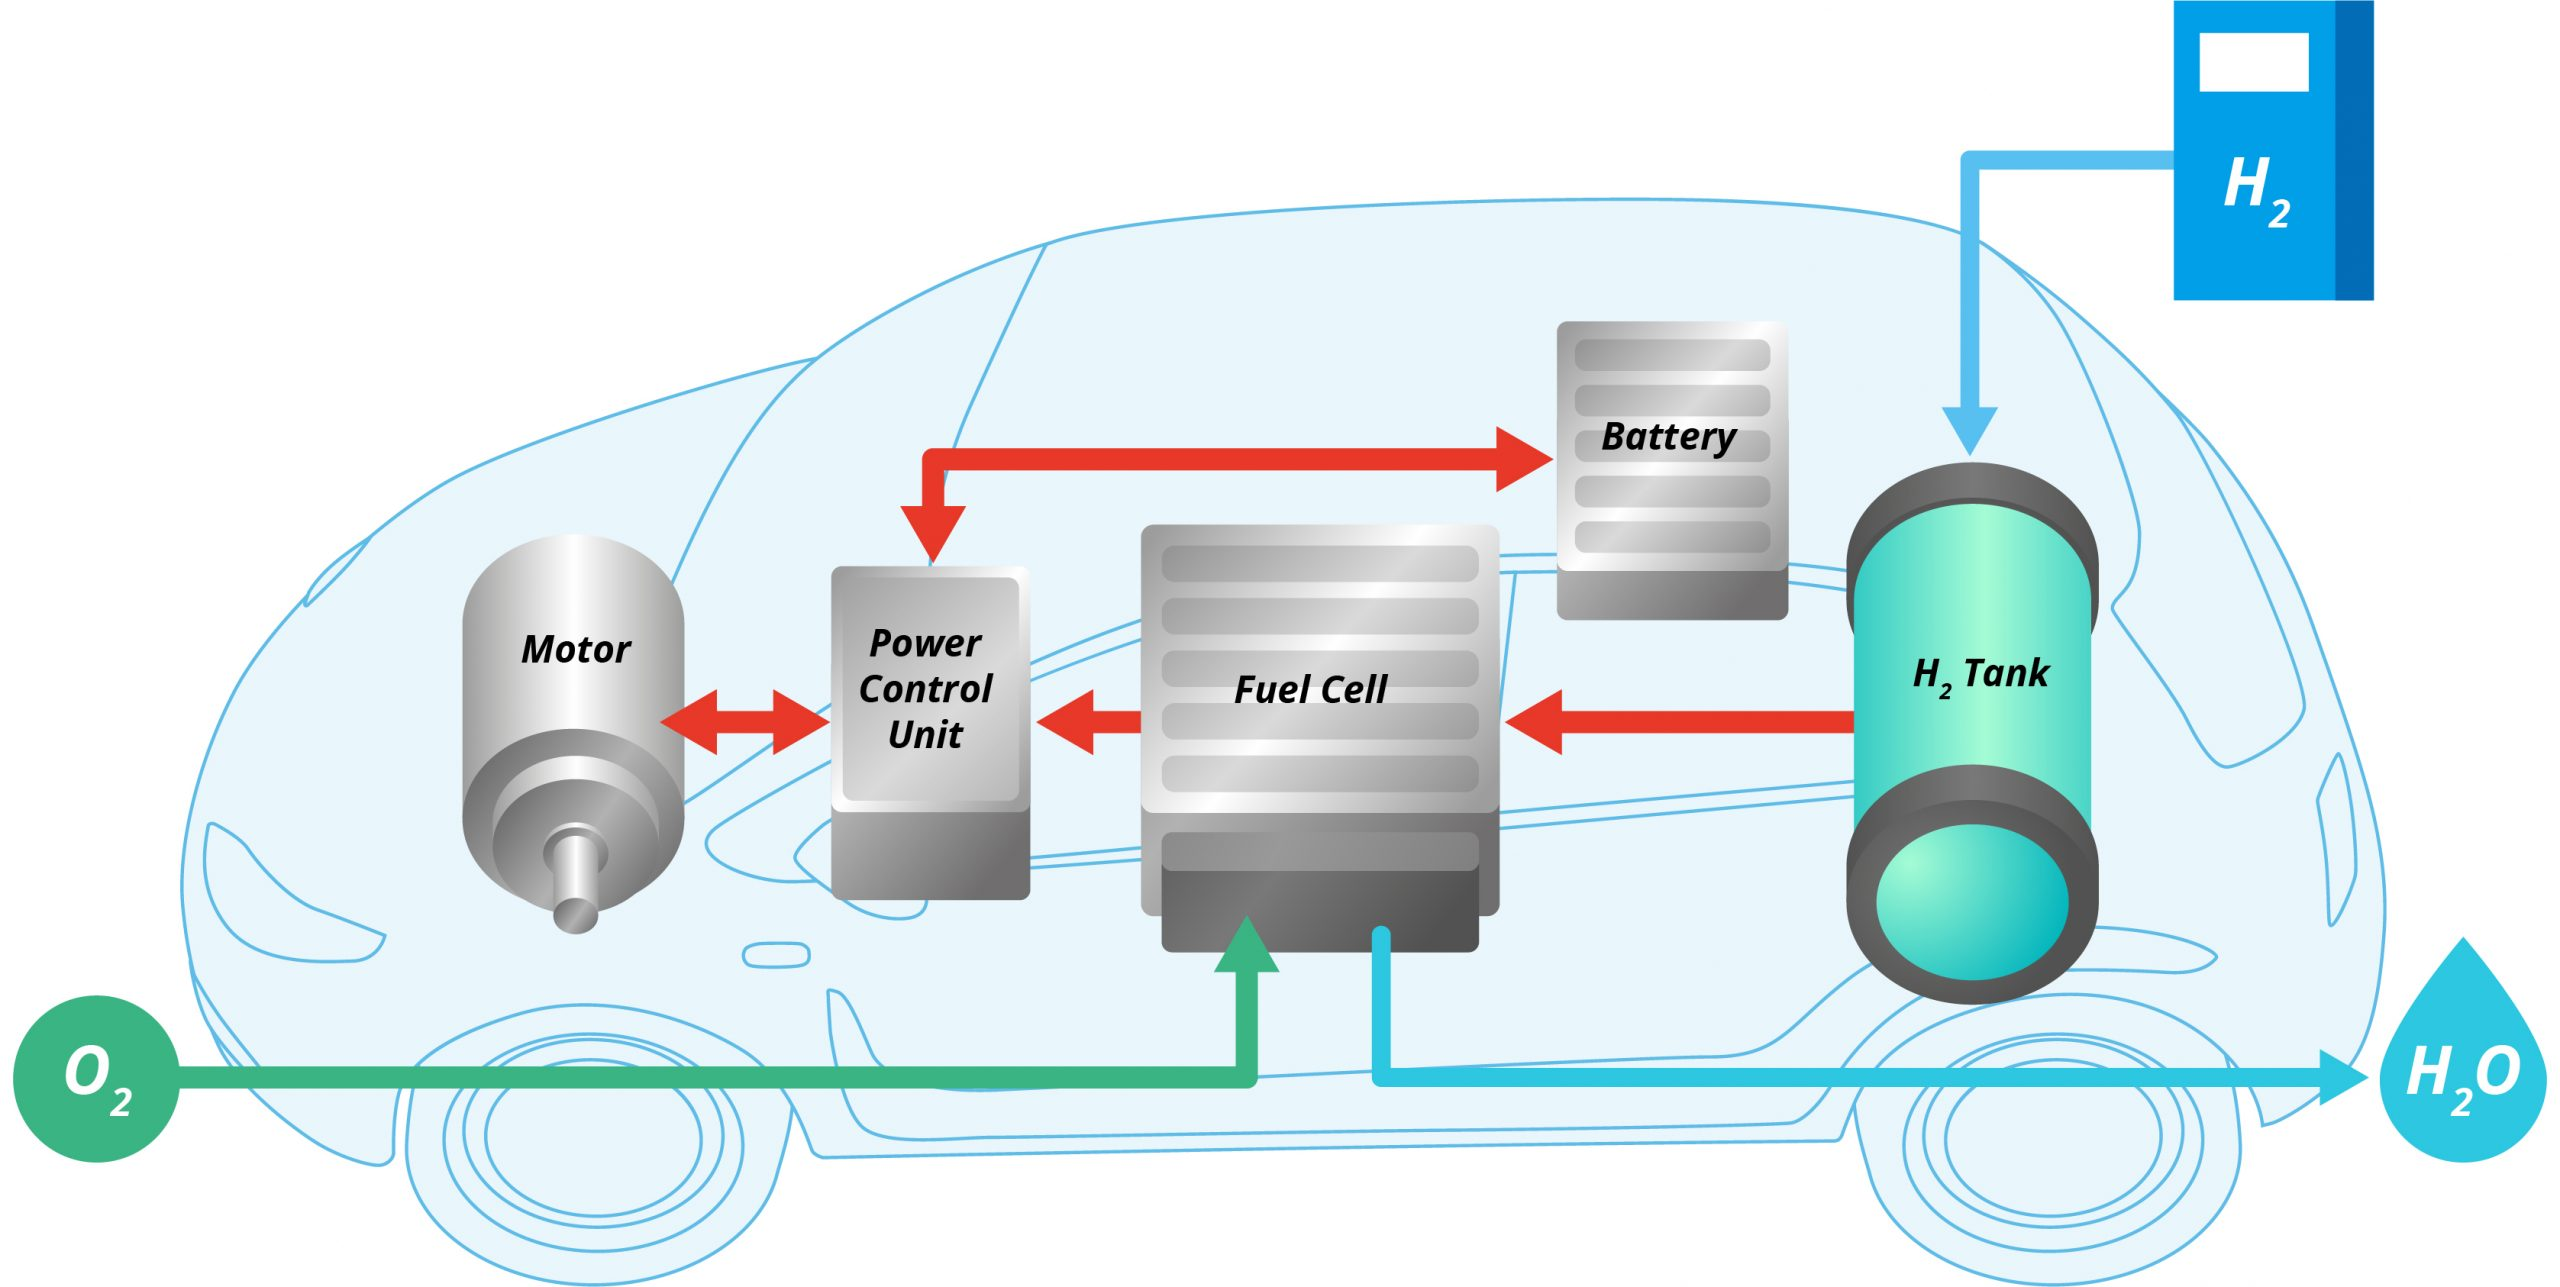 H₂
Battery
Motor
Power
Control
Unit
Fuel Cell
H₂ Tank
O₂
H₂O